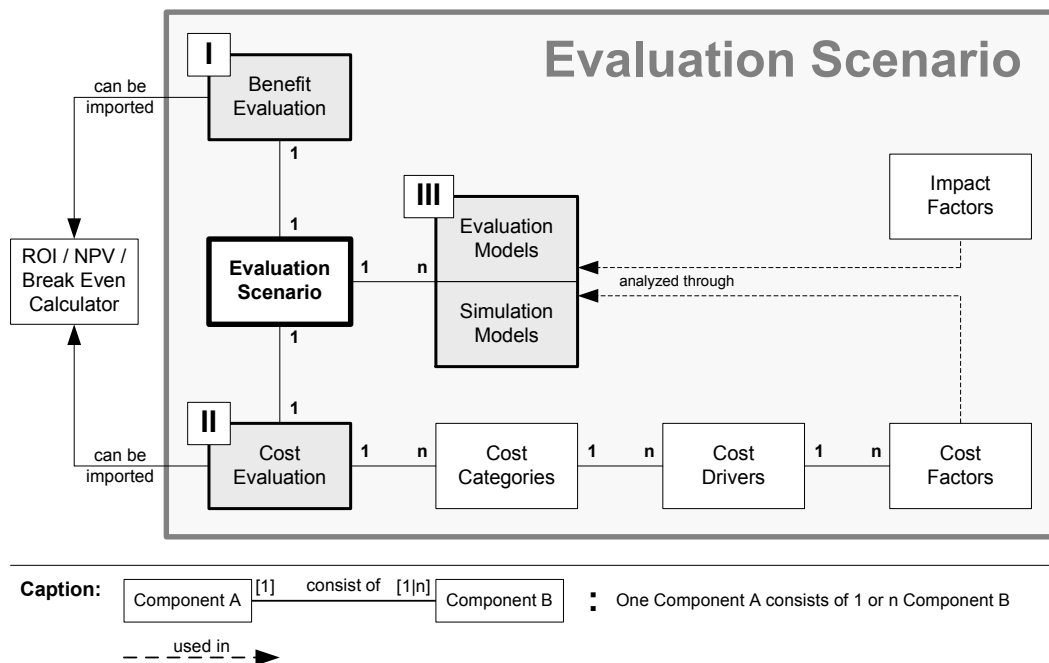 Evaluation Scenario
I
Benefit
Evaluation
can be
imported
1
1
III
Evaluation
Models
Simulation
Models
Impact
Factors
ROI / NPV /
Break Even
Calculator
Evaluation
Scenario
1
n
analyzed through
1
1
II
Cost
Evaluation
can be
imported
1
n
Cost
Categories
1
n
Cost
Drivers
1
n
Cost
Factors
Caption:
Component A
[1]
consist of
[1|n]
Component B
: One Component A consists of 1 or n Component B
used in